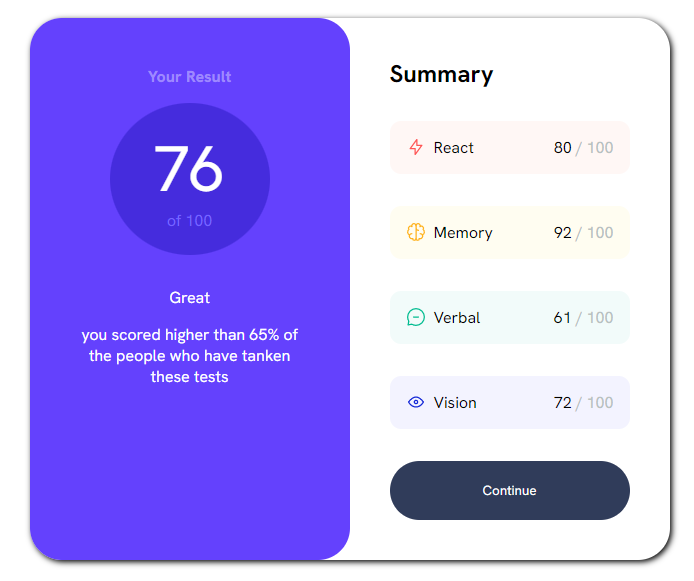 Your Result
76
of 100
Great
you scored higher than 65% of
the people who have tanken
these tests
Summary
React 80 / 100
Memory 92 / 100
Verbal 61 / 100
Vision 72 / 100
Continue